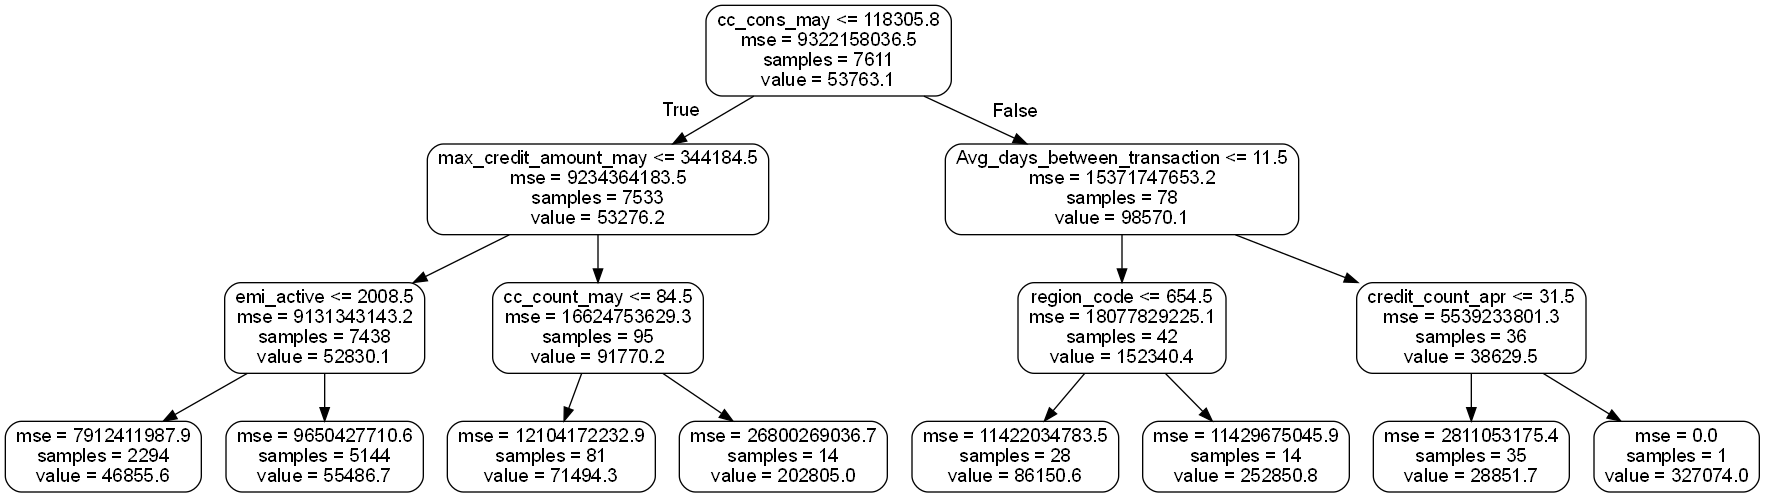 cc_cons_may <= 118305.8
mse = 9322158036.5
samples = 7611
value = 53763.1
True
False
max_credit_amount_may <= 344184.5
mse = 9234364183.5
samples = 7533
value = 53276.2
Avg_days_between_transaction <= 11.5
mse = 15371747653.2
samples = 78
value = 98570.1
emi_active <= 2008.5
mse = 9131343143.2
samples = 7438
value = 52830.1
cc_count_may <= 84.5
mse = 16624753629.3
samples = 95
value = 91770.2
region_code <= 654.5
mse = 18077829225.1
samples = 42
value = 152340.4
credit_count_apr <= 31.5
mse = 5539233801.3
samples = 36
value = 38629.5
mse = 7912411987.9
samples = 2294
value = 46855.6
mse = 9650427710.6
samples = 5144
value = 55486.7
mse = 12104172232.9
samples = 81
value = 71494.3
mse = 26800269036.7
samples = 14
value = 202805.0
mse = 11422034783.5
samples = 28
value = 86150.6
mse = 11429675045.9
samples = 14
value = 252850.8
mse = 2811053175.4
samples = 35
value = 28851.7
mse = 0.0
samples = 1
value = 327074.0